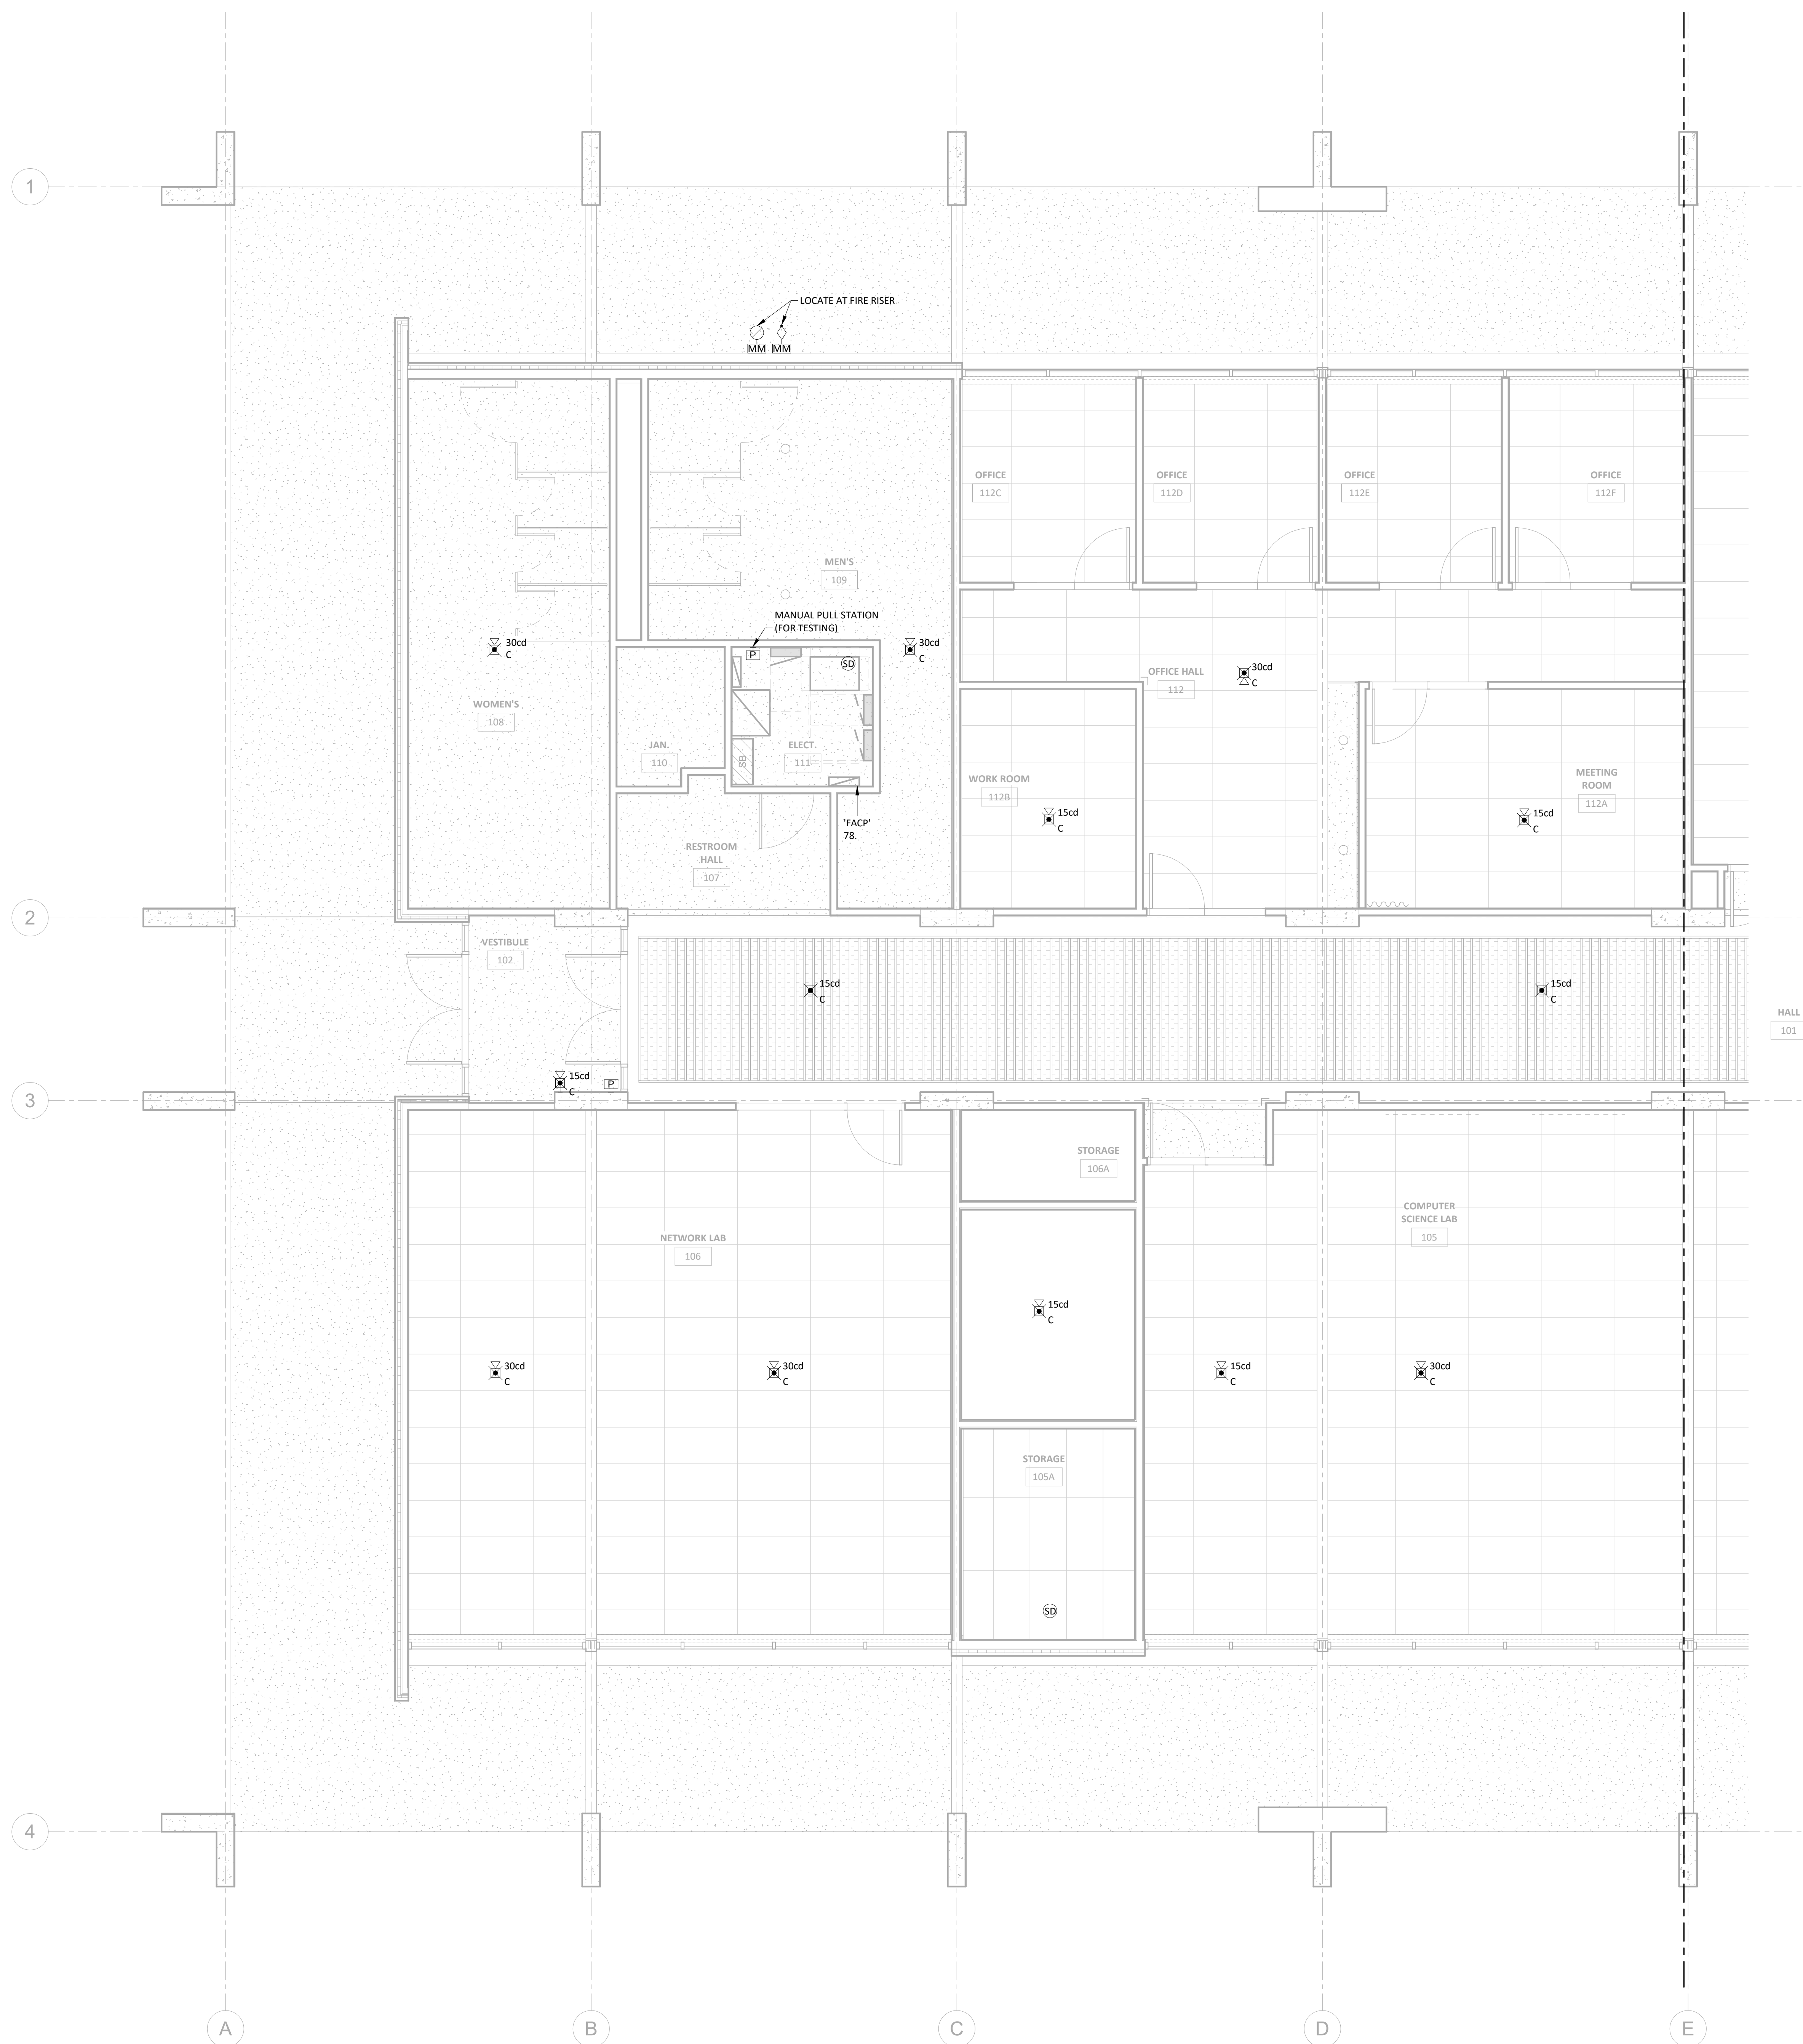 1
LOCATE AT FIRE RISER
MM
MM
OFFICE
112C
OFFICE
112D
OFFICE
112E
OFFICE
112F
MEN'S
109
MANUAL PULL STATION
(FOR TESTING)
P
SD
30cd
C
30cd
C
30cd
C
OFFICE HALL
112
WOMEN'S
108
JAN.
110
SB
ELECT.
111
WORK ROOM
112B
15cd
C
MEETING
ROOM
112A
15cd
C
'FACP'
78.
RESTROOM
HALL
107
2
VESTIBULE
102
15cd
C
15cd
C
HALL
101
15cd
C
P
3
STORAGE
106A
NETWORK LAB
106
COMPUTER
SCIENCE LAB
105
15cd
C
30cd
C
30cd
C
15cd
C
30cd
C
STORAGE
105A
SD
4
A
B
C
D
E